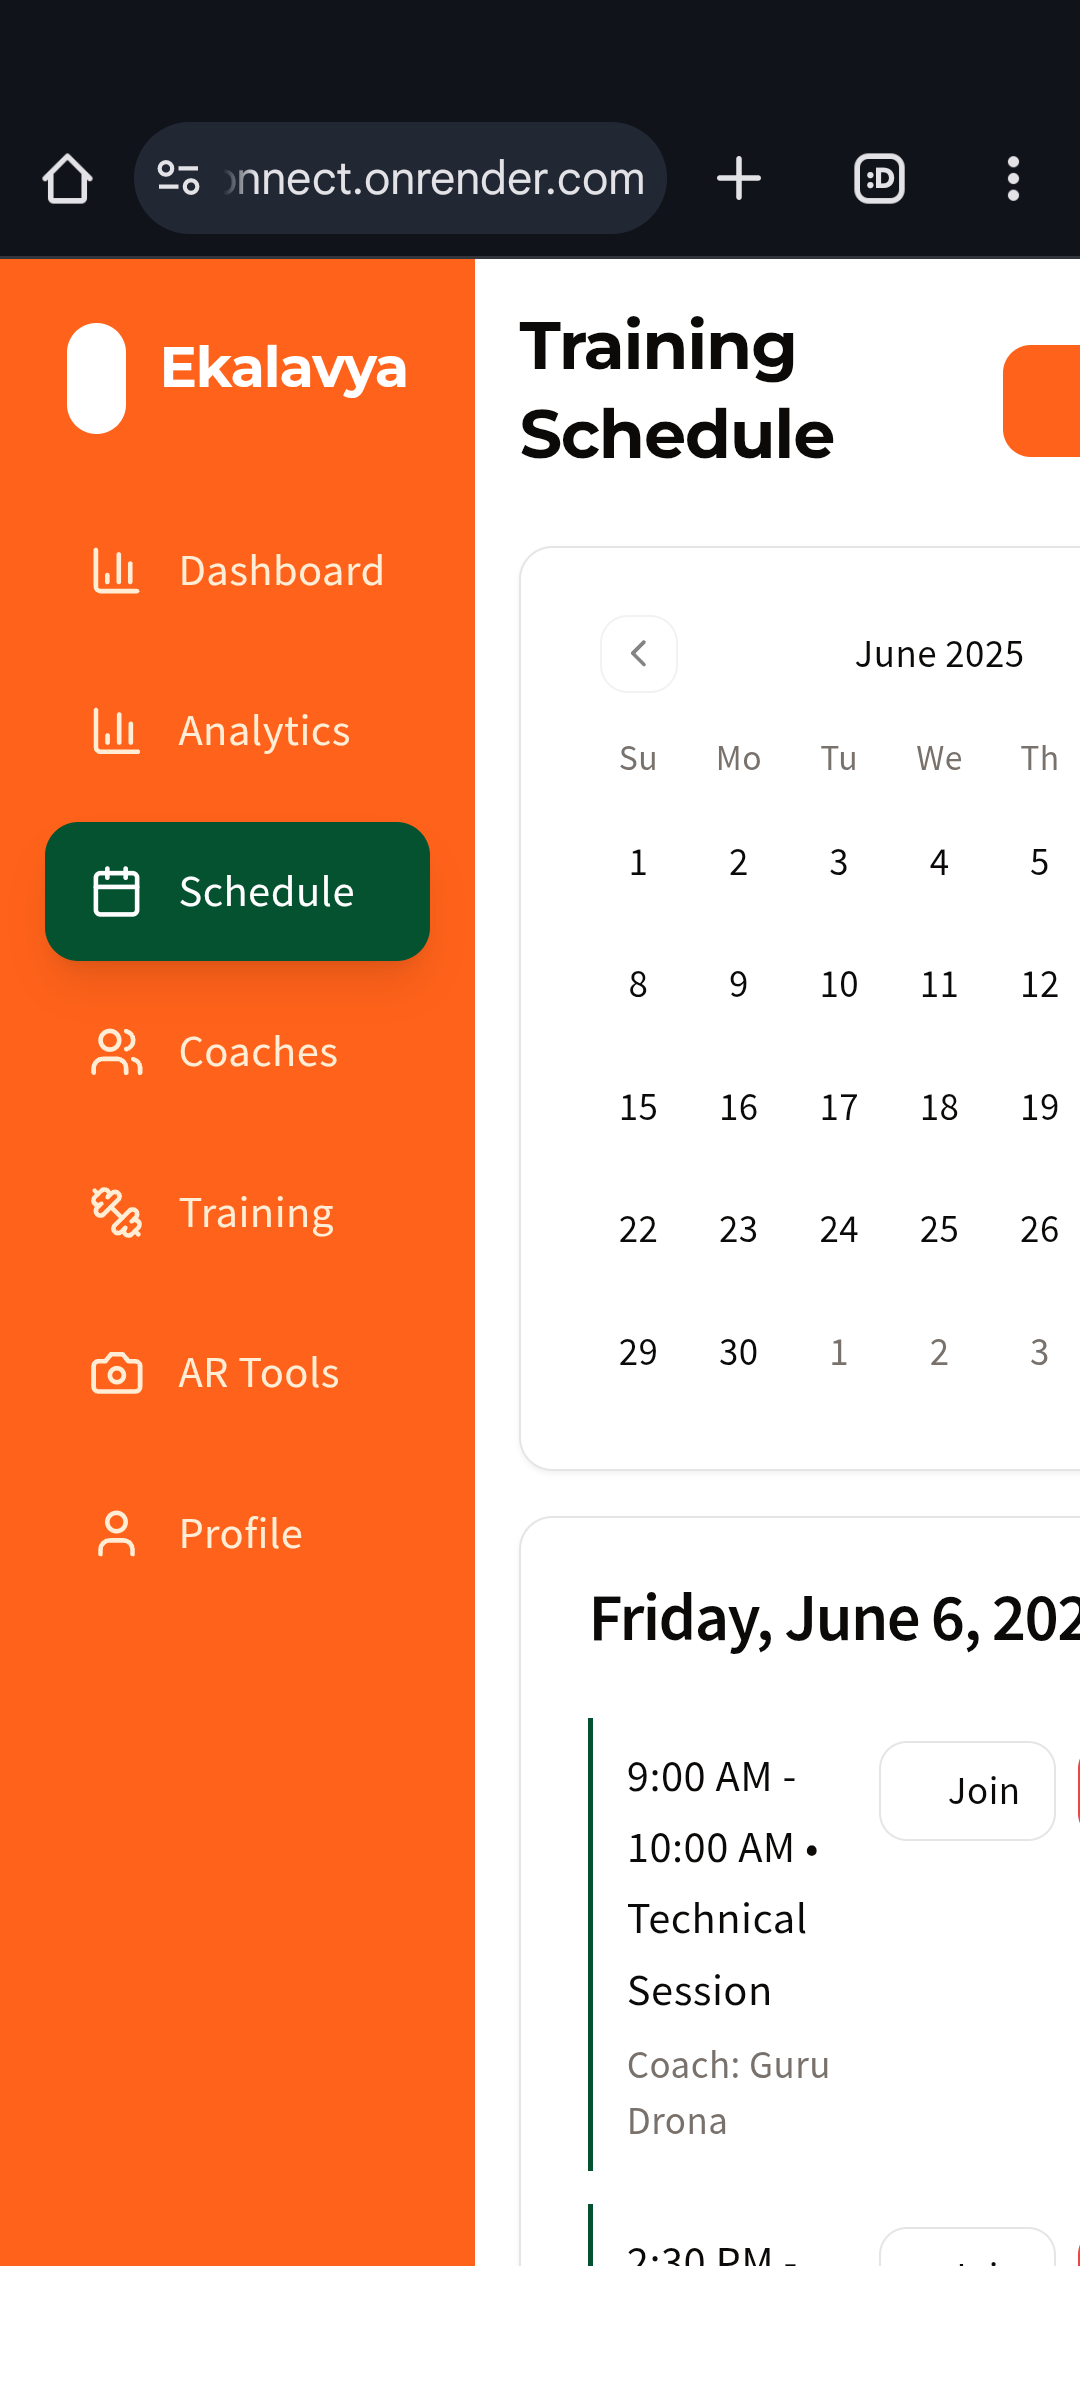 onnect.onrender.com
:D
Ekalavya
Dashboard
Analytics
Schedule
Coaches
Training
AR Tools
Profile
Training
Schedule
June 2025
Su Mo Tu We Th
1 2 3 4 5
8 9 10 11 12
15 16 17 18 19
22 23 24 25 26
29 30 1 2 3
Friday, June 6, 202
9:00 AM -
10:00 AM •
Technical
Session
Coach: Guru
Drona
Join
2:30 PM -